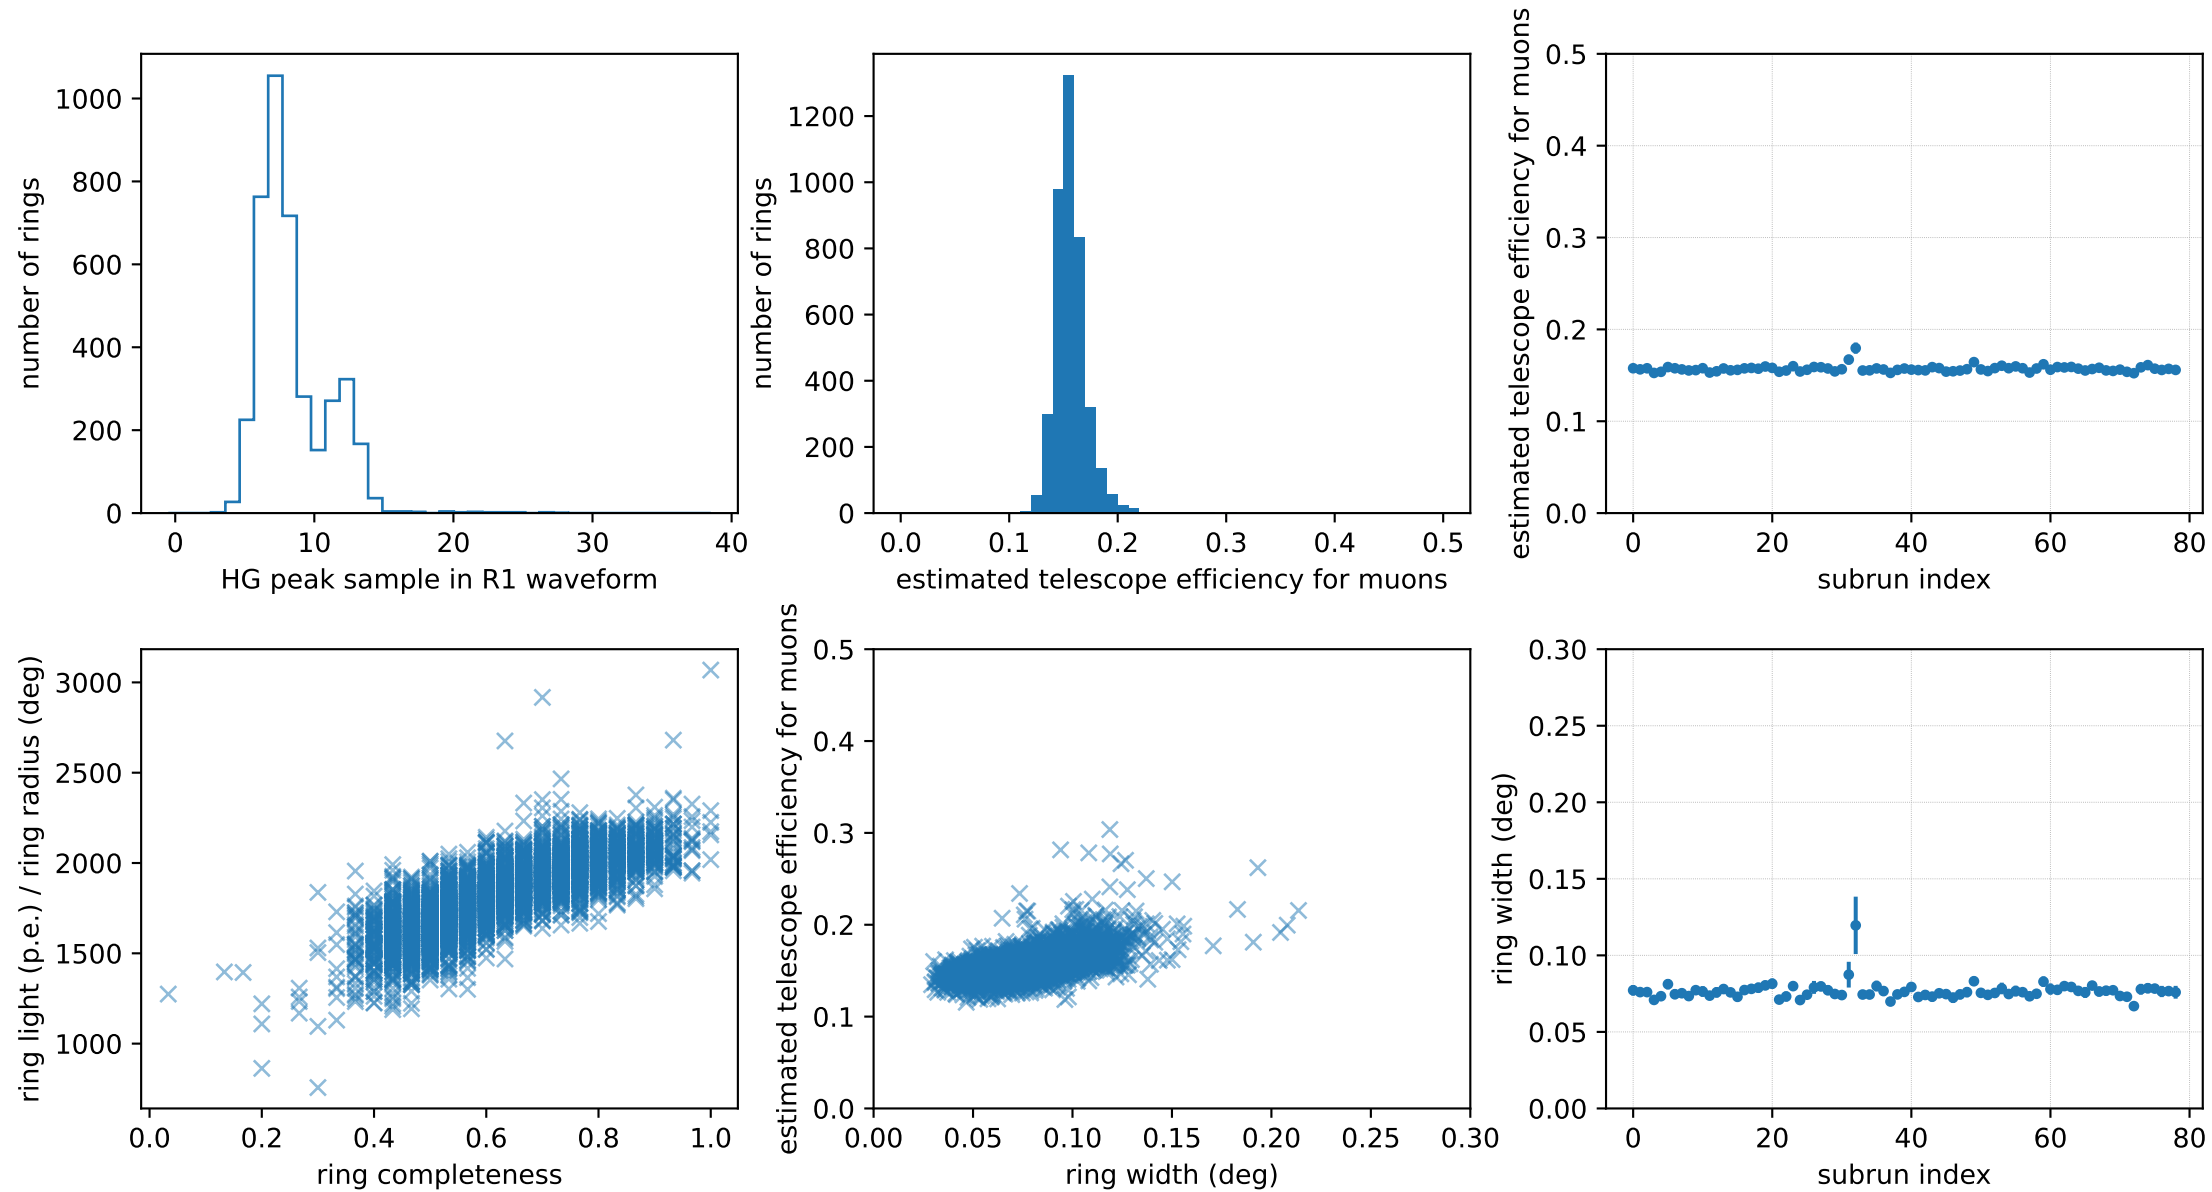 number of rings
1000
800
600
400
200
0
0 10 20 30 40
HG peak sample in R1 waveform
number of rings
1200
1000
800
600
400
200
0
0.0 0.1 0.2 0.3 0.4 0.5
estimated telescope efficiency for muons
estimated telescope efficiency for muons
0.5
0.4
0.3
0.2
0.1
0.0
0 20 40 60 80
subrun index
ring light (p.e.) / ring radius (deg)
3000
2500
2000
1500
1000
0.0 0.2 0.4 0.6 0.8 1.0
ring completeness
estimated telescope efficiency for muons
0.5
0.4
0.3
0.2
0.1
0.0
0.00 0.05 0.10 0.15 0.20 0.25 0.30
ring width (deg)
ring width (deg)
0.30
0.25
0.20
0.15
0.10
0.05
0.00
0 20 40 60 80
subrun index